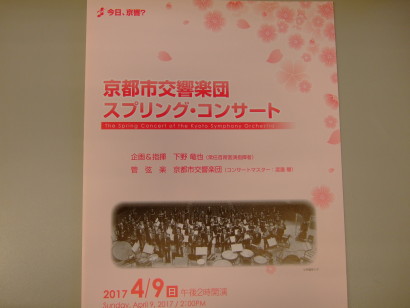 今日、京響？
京都市交響楽団
スプリング・コンサート
The Spring Concert of the Kyoto Symphony Orchestra
企画&指揮 下野 竜也
管 弦 楽 京都市交響楽団
2017 4/9 日 午後2時開演
Sunday, April 9, 2017 / 2:00PM